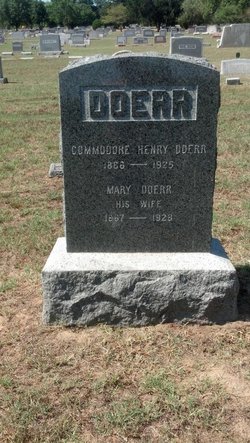 DOERR
COMMODORE HENRY DOERR
1866 — 1925
MARY DOERR
HIS WIFE
1867 — 1928